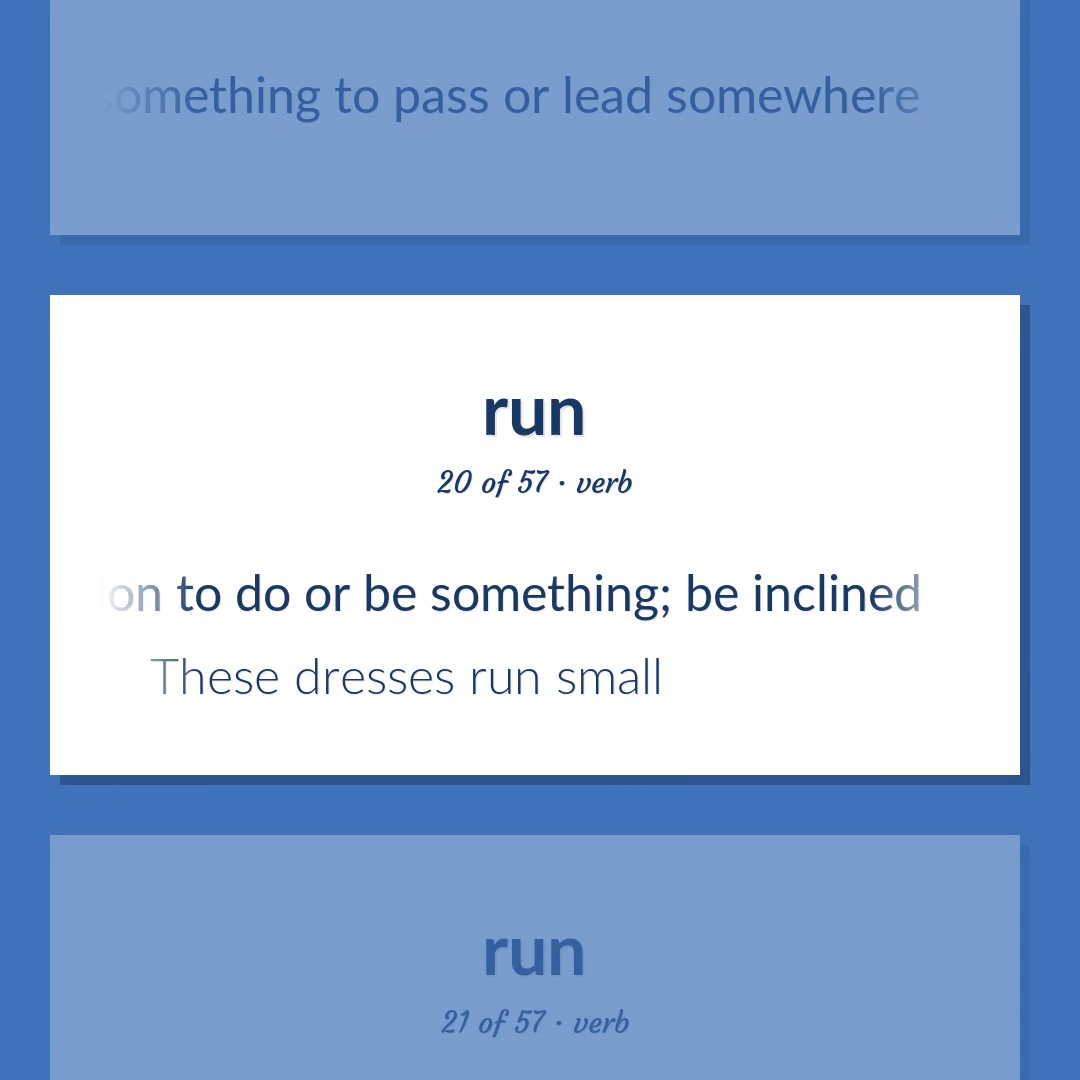 something to pass or lead somewhere
run
20 of 57 · verb
on to do or be something; be inclined
These dresses run small
run
21 of 57 · verb